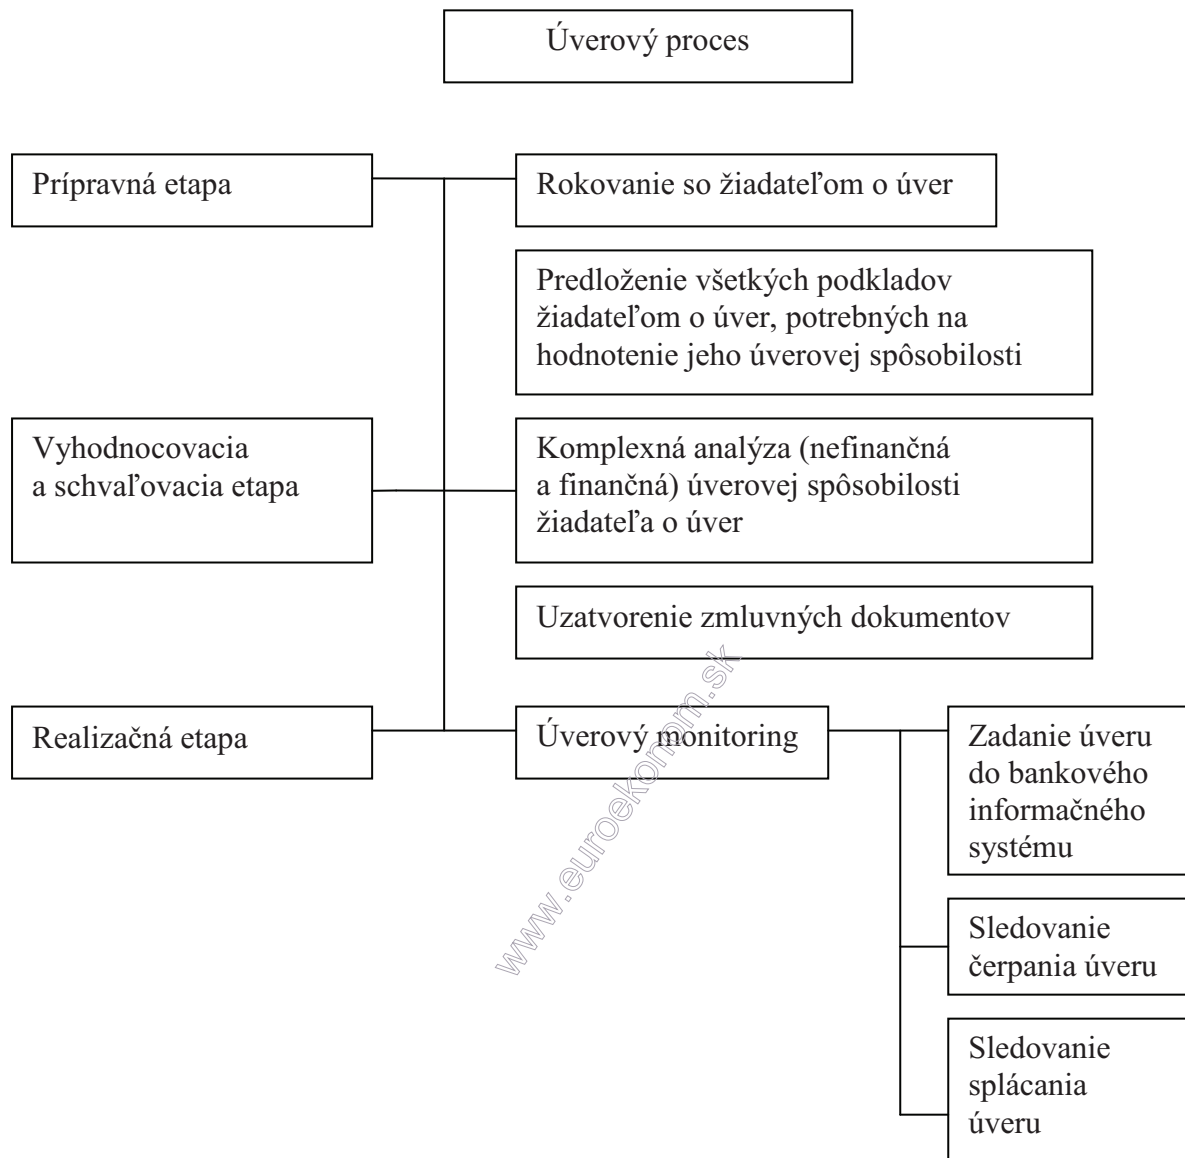 Úverový proces
Prípravná etapa
Rokovanie so žiadateľom o úver
Predloženie všetkých podkladov
žiadateľom o úver, potrebných na
hodnotenie jeho úverovej spôsobilosti
Vyhodnocovacia
a schvaľovacia etapa
Komplexná analýza (nefinančná
a finančná) úverovej spôsobilosti
žiadateľa o úver
Uzatvorenie zmluvných dokumentov
Realizačná etapa
Úverový monitoring
Zadanie úveru
do bankového
informačného
systému
Sledovanie
čerpania úveru
Sledovanie
splácania
úveru
www.euroekonom.sk